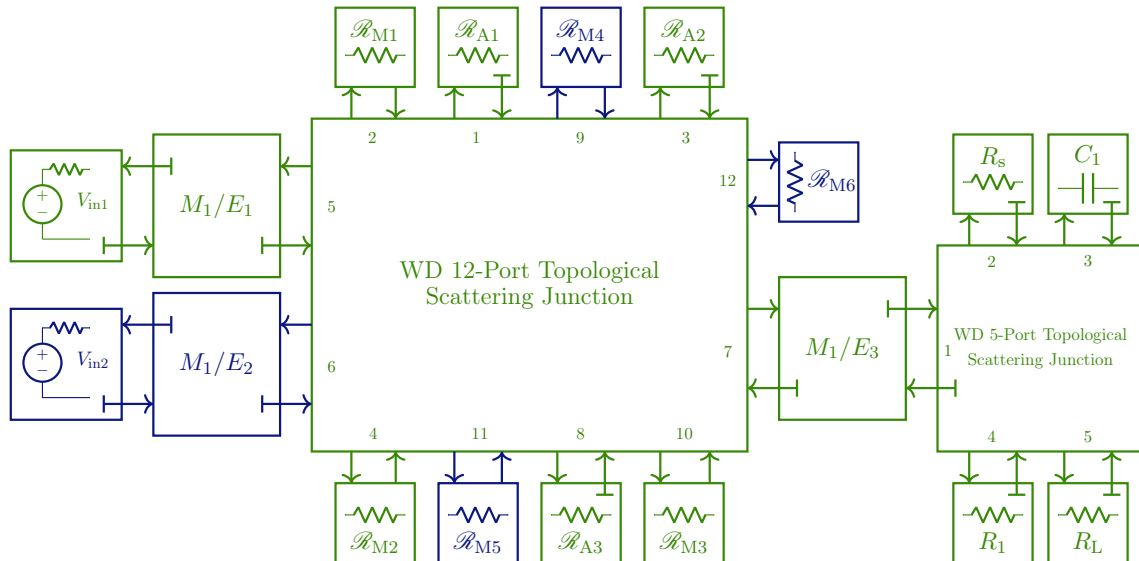 ℛM1
ℛA1
ℛM4
ℛA2
2
1
9
3
+
−
Vin1
M1/E1
5
12
ℛM6
Rs
C1
2
3
WD 12-Port Topological
Scattering Junction
+
−
Vin2
M1/E2
6
7
M1/E3
1
WD 5-Port Topological
Scattering Junction
4
11
8
10
4
5
ℛM2
ℛM5
ℛA3
ℛM3
R1
RL